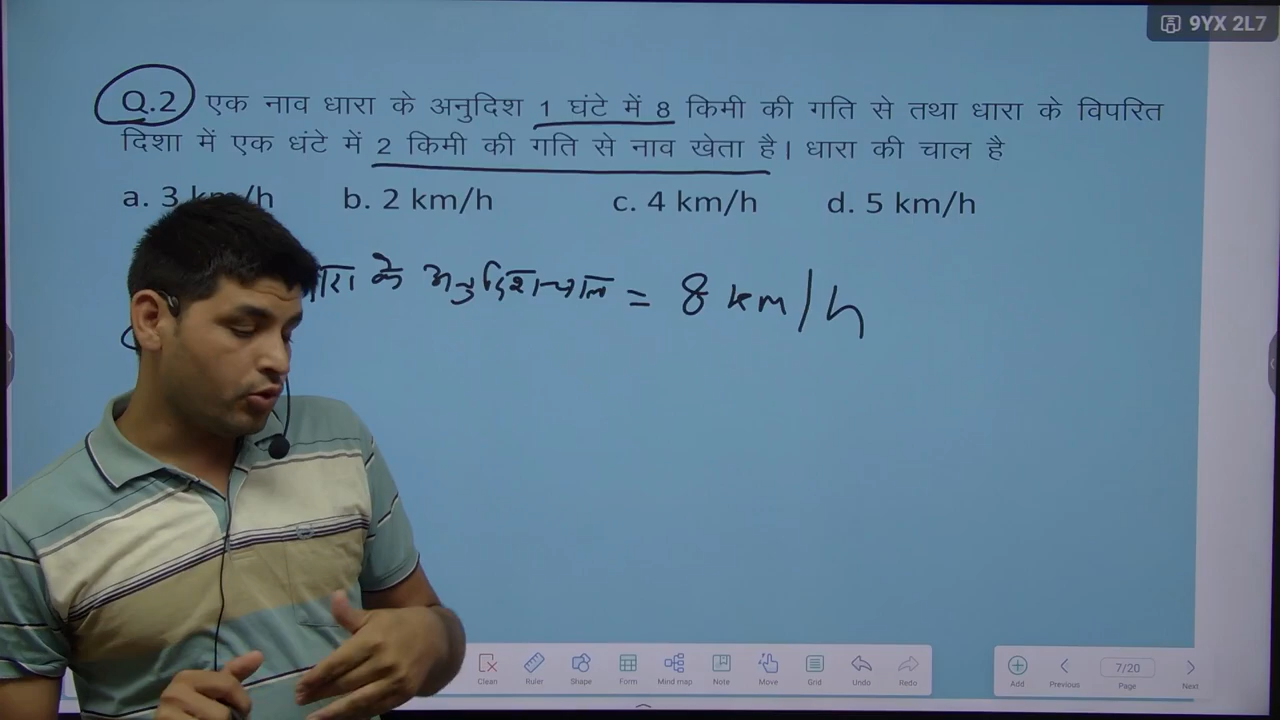 9YX 2L7
Q.2 एक नाव धारा के अनुदिश 1 घंटे में 8 किमी की गति से तथा धारा के विपरित
दिशा में एक धंटे में 2 किमी की गति से नाव खेता है। धारा की चाल है
a. 3 km/h b. 2 km/h c. 4 km/h d. 5 km/h
के अनुदिश चाल = 8 km/h
Clean Ruler Shape Form Mind map Note Move Grid Undo Redo
Add Previous 7/20 Page Next